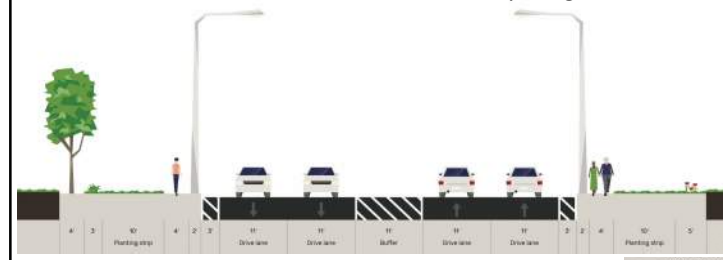 4' 3' 10' 4' 2' 3' 11' 11' 11' 11' 11' 3' 2' 4' 10' 5'
Planting strip Drive lane Drive lane Buffer Drive lane Drive lane Planting strip